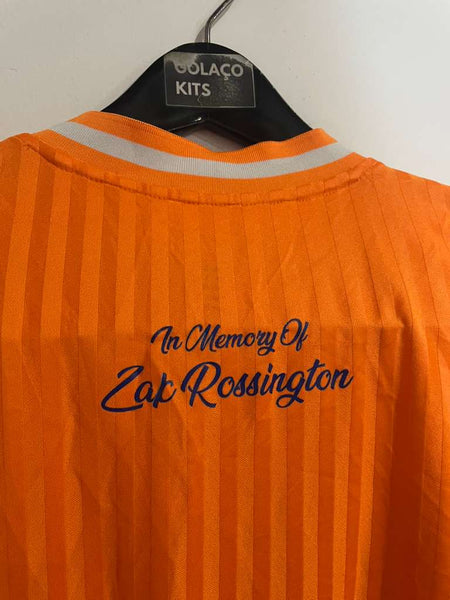 GOLAÇO
KITS
In Memory Of
Zak Rossington